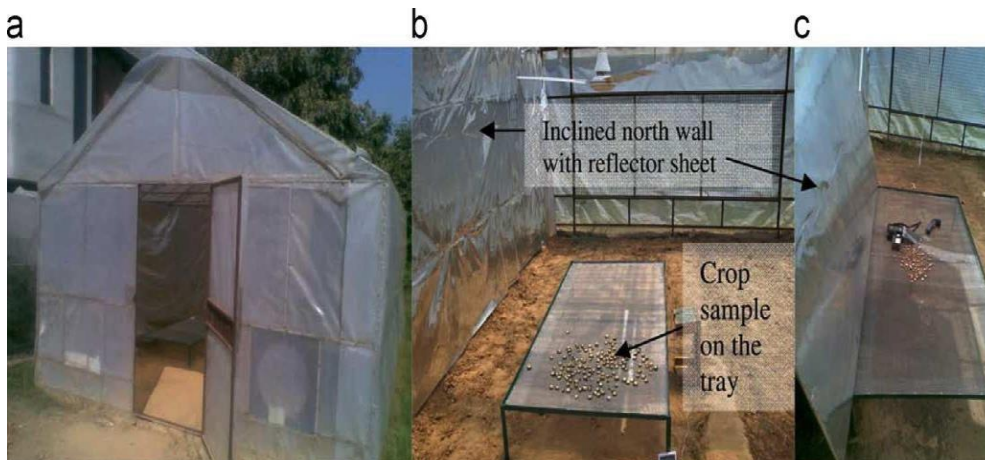 a
b
c
Inclined north wall
with reflector sheet
Crop
sample
on the
tray